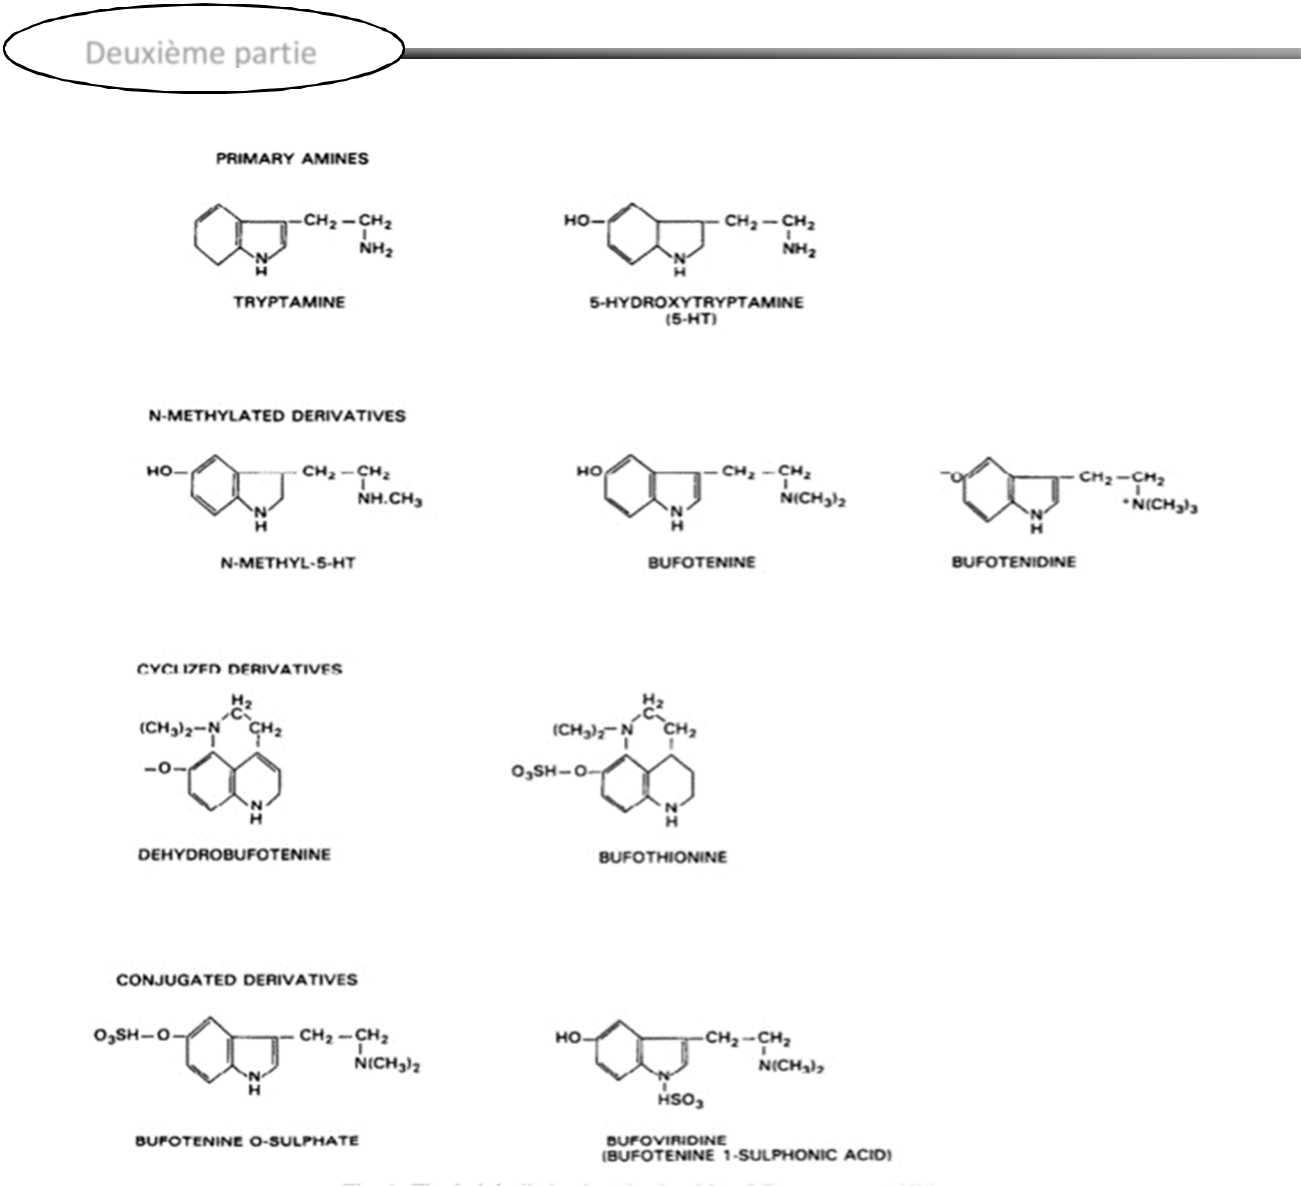 Deuxième partie
PRIMARY AMINES
CH₂ — CH₂
NH₂
N
H
TRYPTAMINE
HO
CH₂ — CH₂
NH₂
N
H
5-HYDROXYTRYPTAMINE
(5-HT)
N-METHYLATED DERIVATIVES
HO
CH₂ — CH₂
NH.CH₃
N
H
N-METHYL-5-HT
HO
CH₂ — CH₂
N(CH₃)₂
N
H
BUFOTENINE
⁻O
CH₂ — CH₂
⁺N(CH₃)₃
N
H
BUFOTENIDINE
CYCLIZED DERIVATIVES
H₂
C
(CH₃)₂–N
CH₂
–O–
N
H
DEHYDROBUFOTENINE
H₂
C
(CH₃)₂–N
CH₂
O₃SH–O–
N
H
BUFOTHIONINE
CONJUGATED DERIVATIVES
O₃SH–O–
CH₂ — CH₂
N(CH₃)₂
N
H
BUFOTENINE O-SULPHATE
HO
CH₂–CH₂
N(CH₃)₂
N
HSO₃
BUFOVIRIDINE
(BUFOTENINE 1-SULPHONIC ACID)